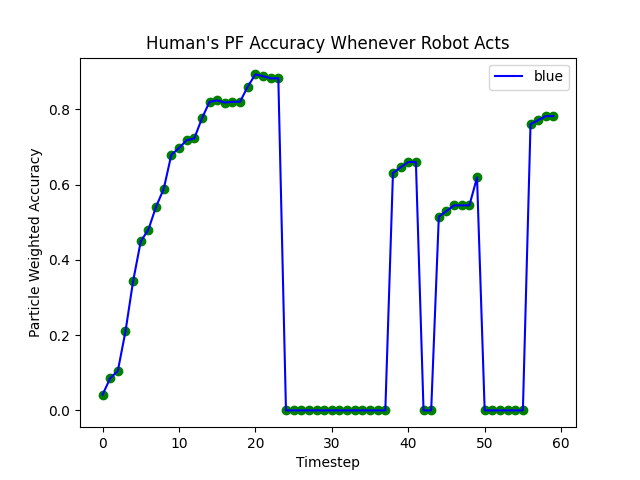 Human's PF Accuracy Whenever Robot Acts
blue
Particle Weighted Accuracy
0.8
0.6
0.4
0.2
0.0
0 10 20 30 40 50 60
Timestep